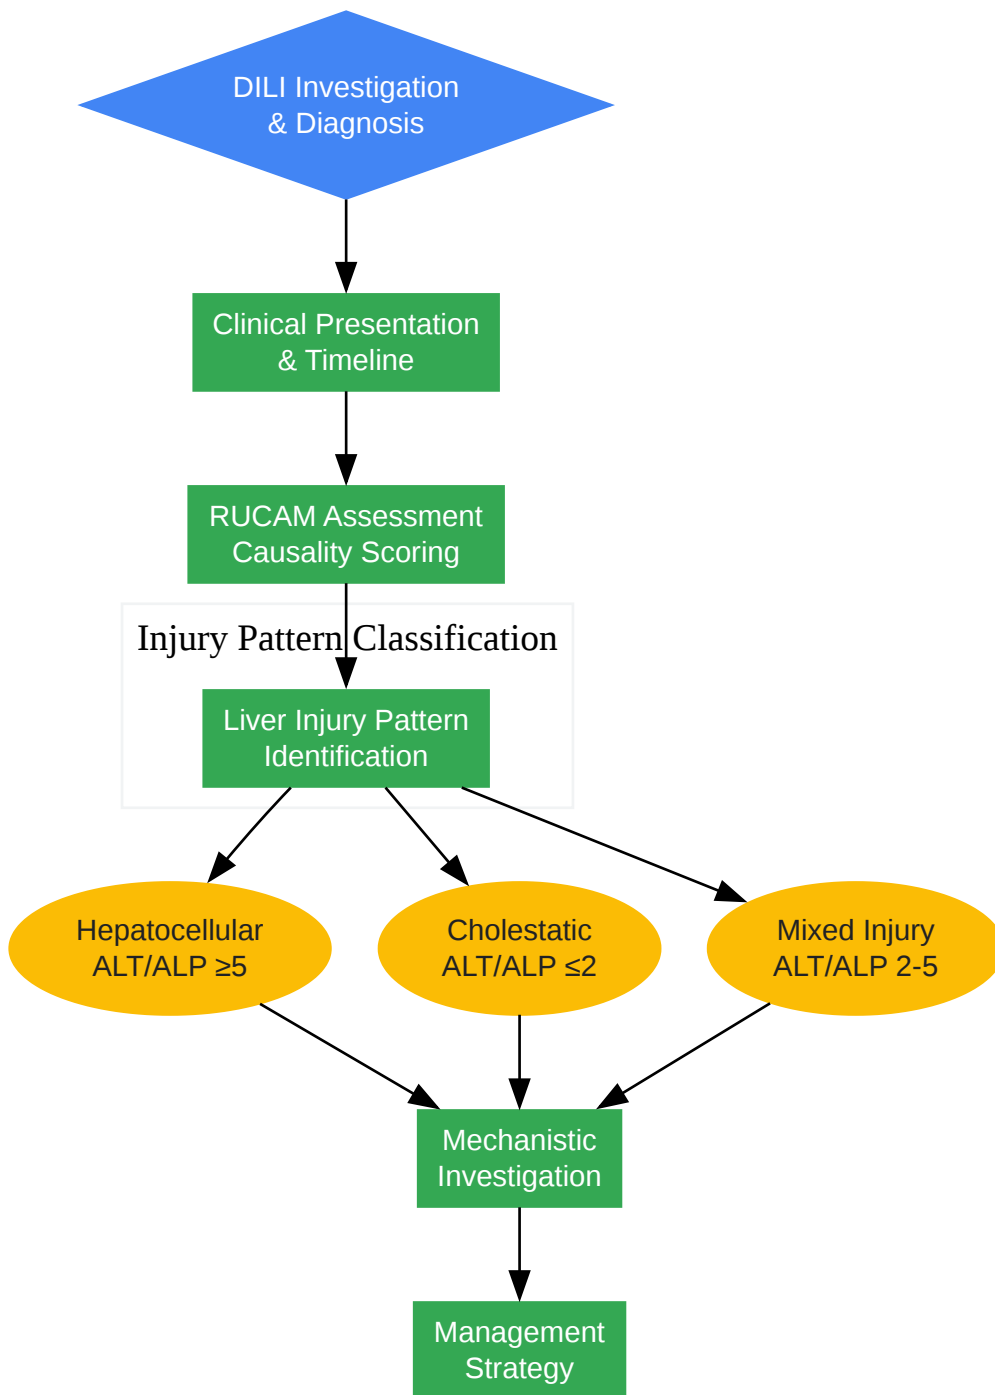 DILI Investigation
& Diagnosis
Clinical Presentation
& Timeline
RUCAM Assessment
Causality Scoring
Injury Pattern Classification
Liver Injury Pattern
Identification
Hepatocellular
ALT/ALP ≥5
Cholestatic
ALT/ALP ≤2
Mixed Injury
ALT/ALP 2-5
Mechanistic
Investigation
Management
Strategy